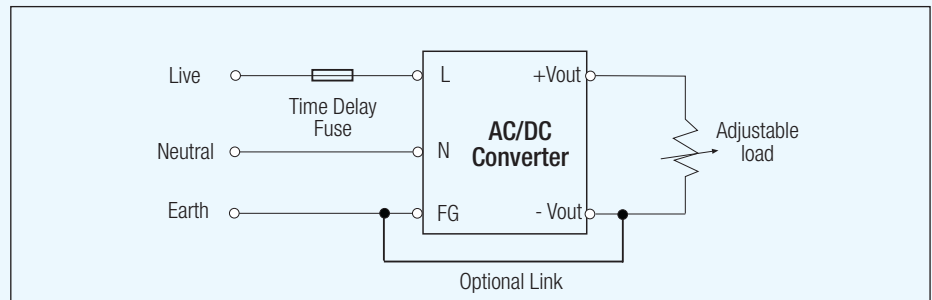 Live
L
+Vout
Time Delay
Fuse
AC/DC
Converter
Adjustable
load
Neutral
N
Earth
FG
- Vout
Optional Link